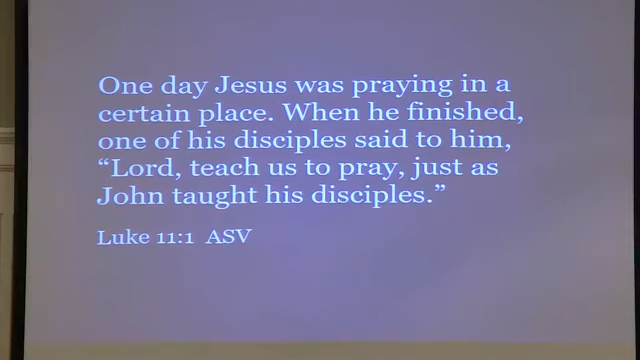 One day Jesus was praying in a
certain place. When he finished,
one of his disciples said to him,
“Lord, teach us to pray, just as
John taught his disciples.”
Luke 11:1 ASV